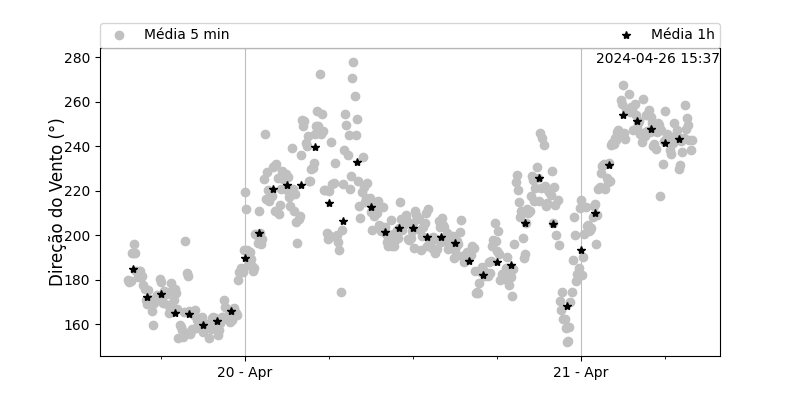 Média 5 min
Média 1h
2024-04-26 15:37
Direção do Vento (°)
280
260
240
220
200
180
160
20 - Apr
21 - Apr